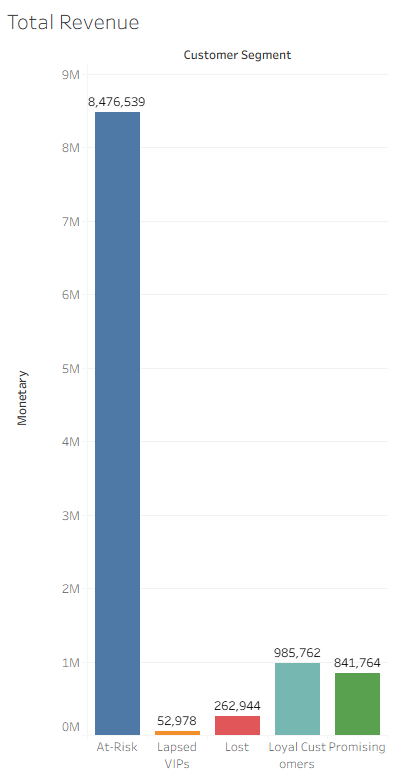 Total Revenue
Customer Segment
9M
8,476,539
8M
7M
6M
5M
Monetary
4M
3M
2M
1M
985,762
841,764
262,944
52,978
0M
At-Risk
Lapsed
VIPs
Lost
Loyal Cust
omers
Promising